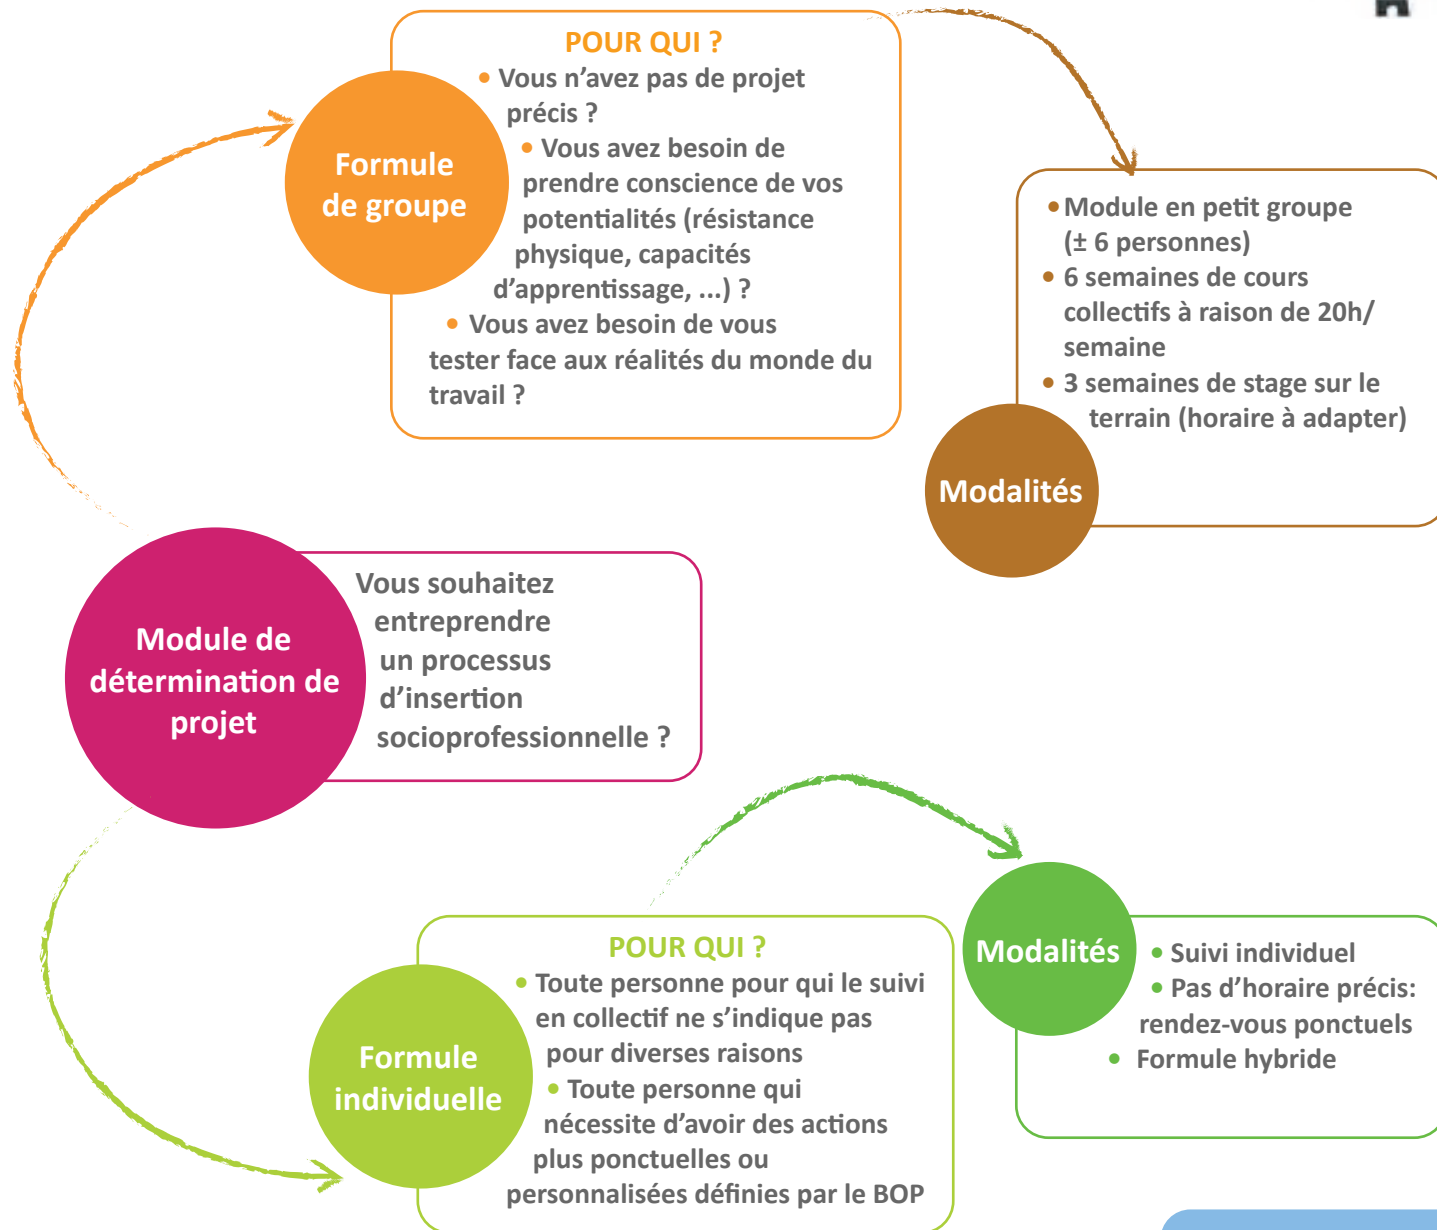 POUR QUI ?
• Vous n’avez pas de projet
précis ?
• Vous avez besoin de
prendre conscience de vos
potentialités (résistance
physique, capacités
d’apprentissage, ...) ?
• Vous avez besoin de vous
tester face aux réalités du monde du
travail ?
Formule
de groupe
• Module en petit groupe
(± 6 personnes)
• 6 semaines de cours
collectifs à raison de 20h/
semaine
• 3 semaines de stage sur le
terrain (horaire à adapter)
Modalités
Module de
détermination de
projet
Vous souhaitez
entreprendre
un processus
d’insertion
socioprofessionnelle ?
POUR QUI ?
• Toute personne pour qui le suivi
en collectif ne s’indique pas
pour diverses raisons
• Toute personne qui
nécessite d’avoir des actions
plus ponctuelles ou
personnalisées définies par le BOP
Formule
individuelle
Modalités
• Suivi individuel
• Pas d’horaire précis:
rendez-vous ponctuels
• Formule hybride